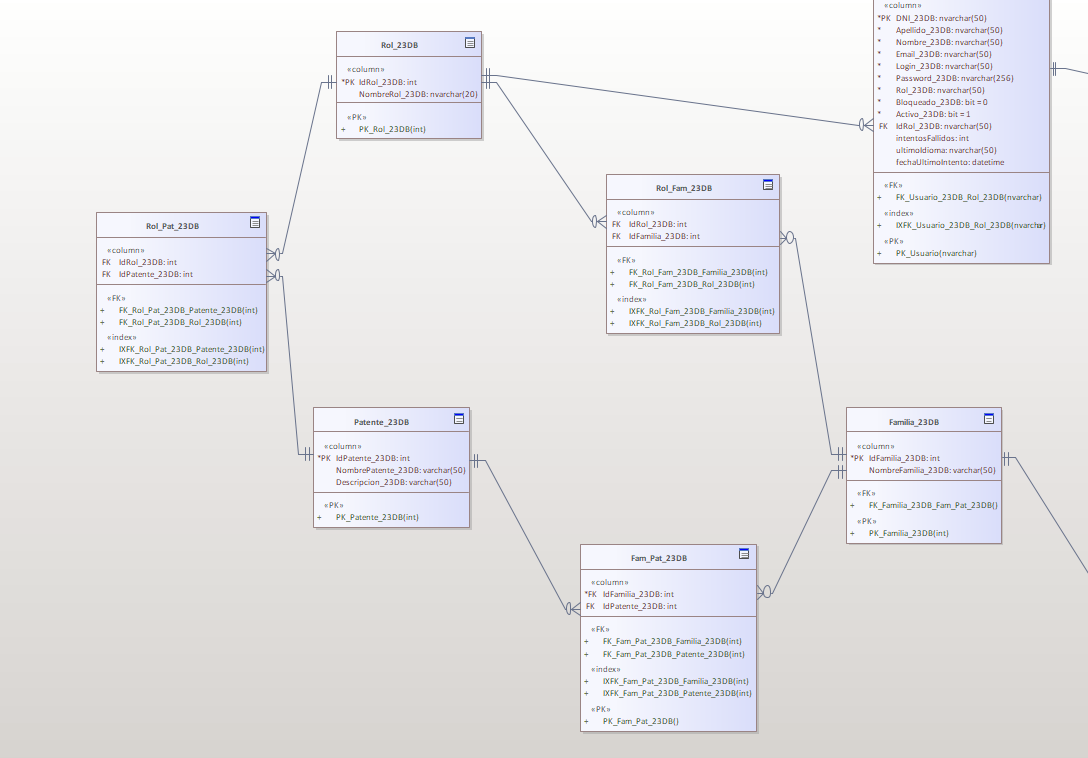 Rol_23DB
«column»
*PK IdRol_23DB: int
NombreRol_23DB: nvarchar(20)
«PK»
+ PK_Rol_23DB(int)
«column»
*PK DNI_23DB: nvarchar(50)
* Apellido_23DB: nvarchar(50)
* Nombre_23DB: nvarchar(50)
* Email_23DB: nvarchar(50)
* Login_23DB: nvarchar(50)
* Password_23DB: nvarchar(256)
* Rol_23DB: nvarchar(50)
* Bloqueado_23DB: bit = 0
* Activo_23DB: bit = 1
FK IdRol_23DB: nvarchar(50)
intentosFallidos: int
ultimoIdioma: nvarchar(50)
fechaUltimoIntento: datetime
«FK»
+ FK_Usuario_23DB_Rol_23DB(nvarchar)
«index»
+ IXFK_Usuario_23DB_Rol_23DB(nvarchar)
«PK»
+ PK_Usuario(nvarchar)
Rol_Fam_23DB
«column»
FK IdRol_23DB: int
FK IdFamilia_23DB: int
«FK»
+ FK_Rol_Fam_23DB_Familia_23DB(int)
+ FK_Rol_Fam_23DB_Rol_23DB(int)
«index»
+ IXFK_Rol_Fam_23DB_Familia_23DB(int)
+ IXFK_Rol_Fam_23DB_Rol_23DB(int)
Rol_Pat_23DB
«column»
FK IdRol_23DB: int
FK IdPatente_23DB: int
«FK»
+ FK_Rol_Pat_23DB_Patente_23DB(int)
+ FK_Rol_Pat_23DB_Rol_23DB(int)
«index»
+ IXFK_Rol_Pat_23DB_Patente_23DB(int)
+ IXFK_Rol_Pat_23DB_Rol_23DB(int)
Patente_23DB
«column»
*PK IdPatente_23DB: int
NombrePatente_23DB: varchar(50)
Descripcion_23DB: varchar(50)
«PK»
+ PK_Patente_23DB(int)
Familia_23DB
«column»
*PK IdFamilia_23DB: int
NombreFamilia_23DB: varchar(50)
«FK»
+ FK_Familia_23DB_Fam_Pat_23DB()
«PK»
+ PK_Familia_23DB(int)
Fam_Pat_23DB
«column»
*FK IdFamilia_23DB: int
FK IdPatente_23DB: int
«FK»
+ FK_Fam_Pat_23DB_Familia_23DB(int)
+ FK_Fam_Pat_23DB_Patente_23DB(int)
«index»
+ IXFK_Fam_Pat_23DB_Familia_23DB(int)
+ IXFK_Fam_Pat_23DB_Patente_23DB(int)
«PK»
+ PK_Fam_Pat_23DB()